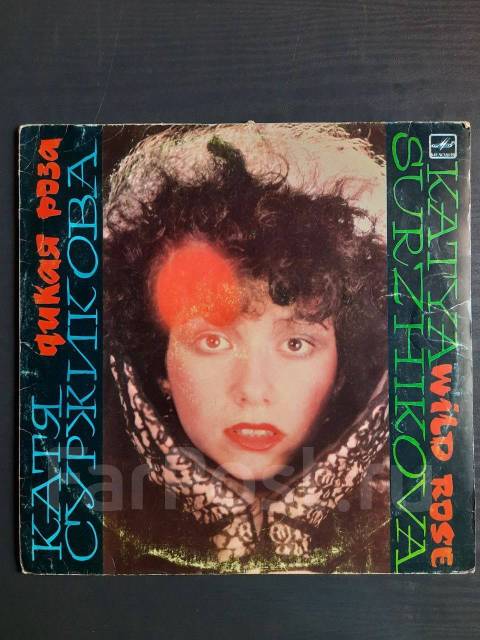 КАТЯ
СУРЖИКОВА
дикая роза
KATYA
SURZHIKOVA
WILD ROSE